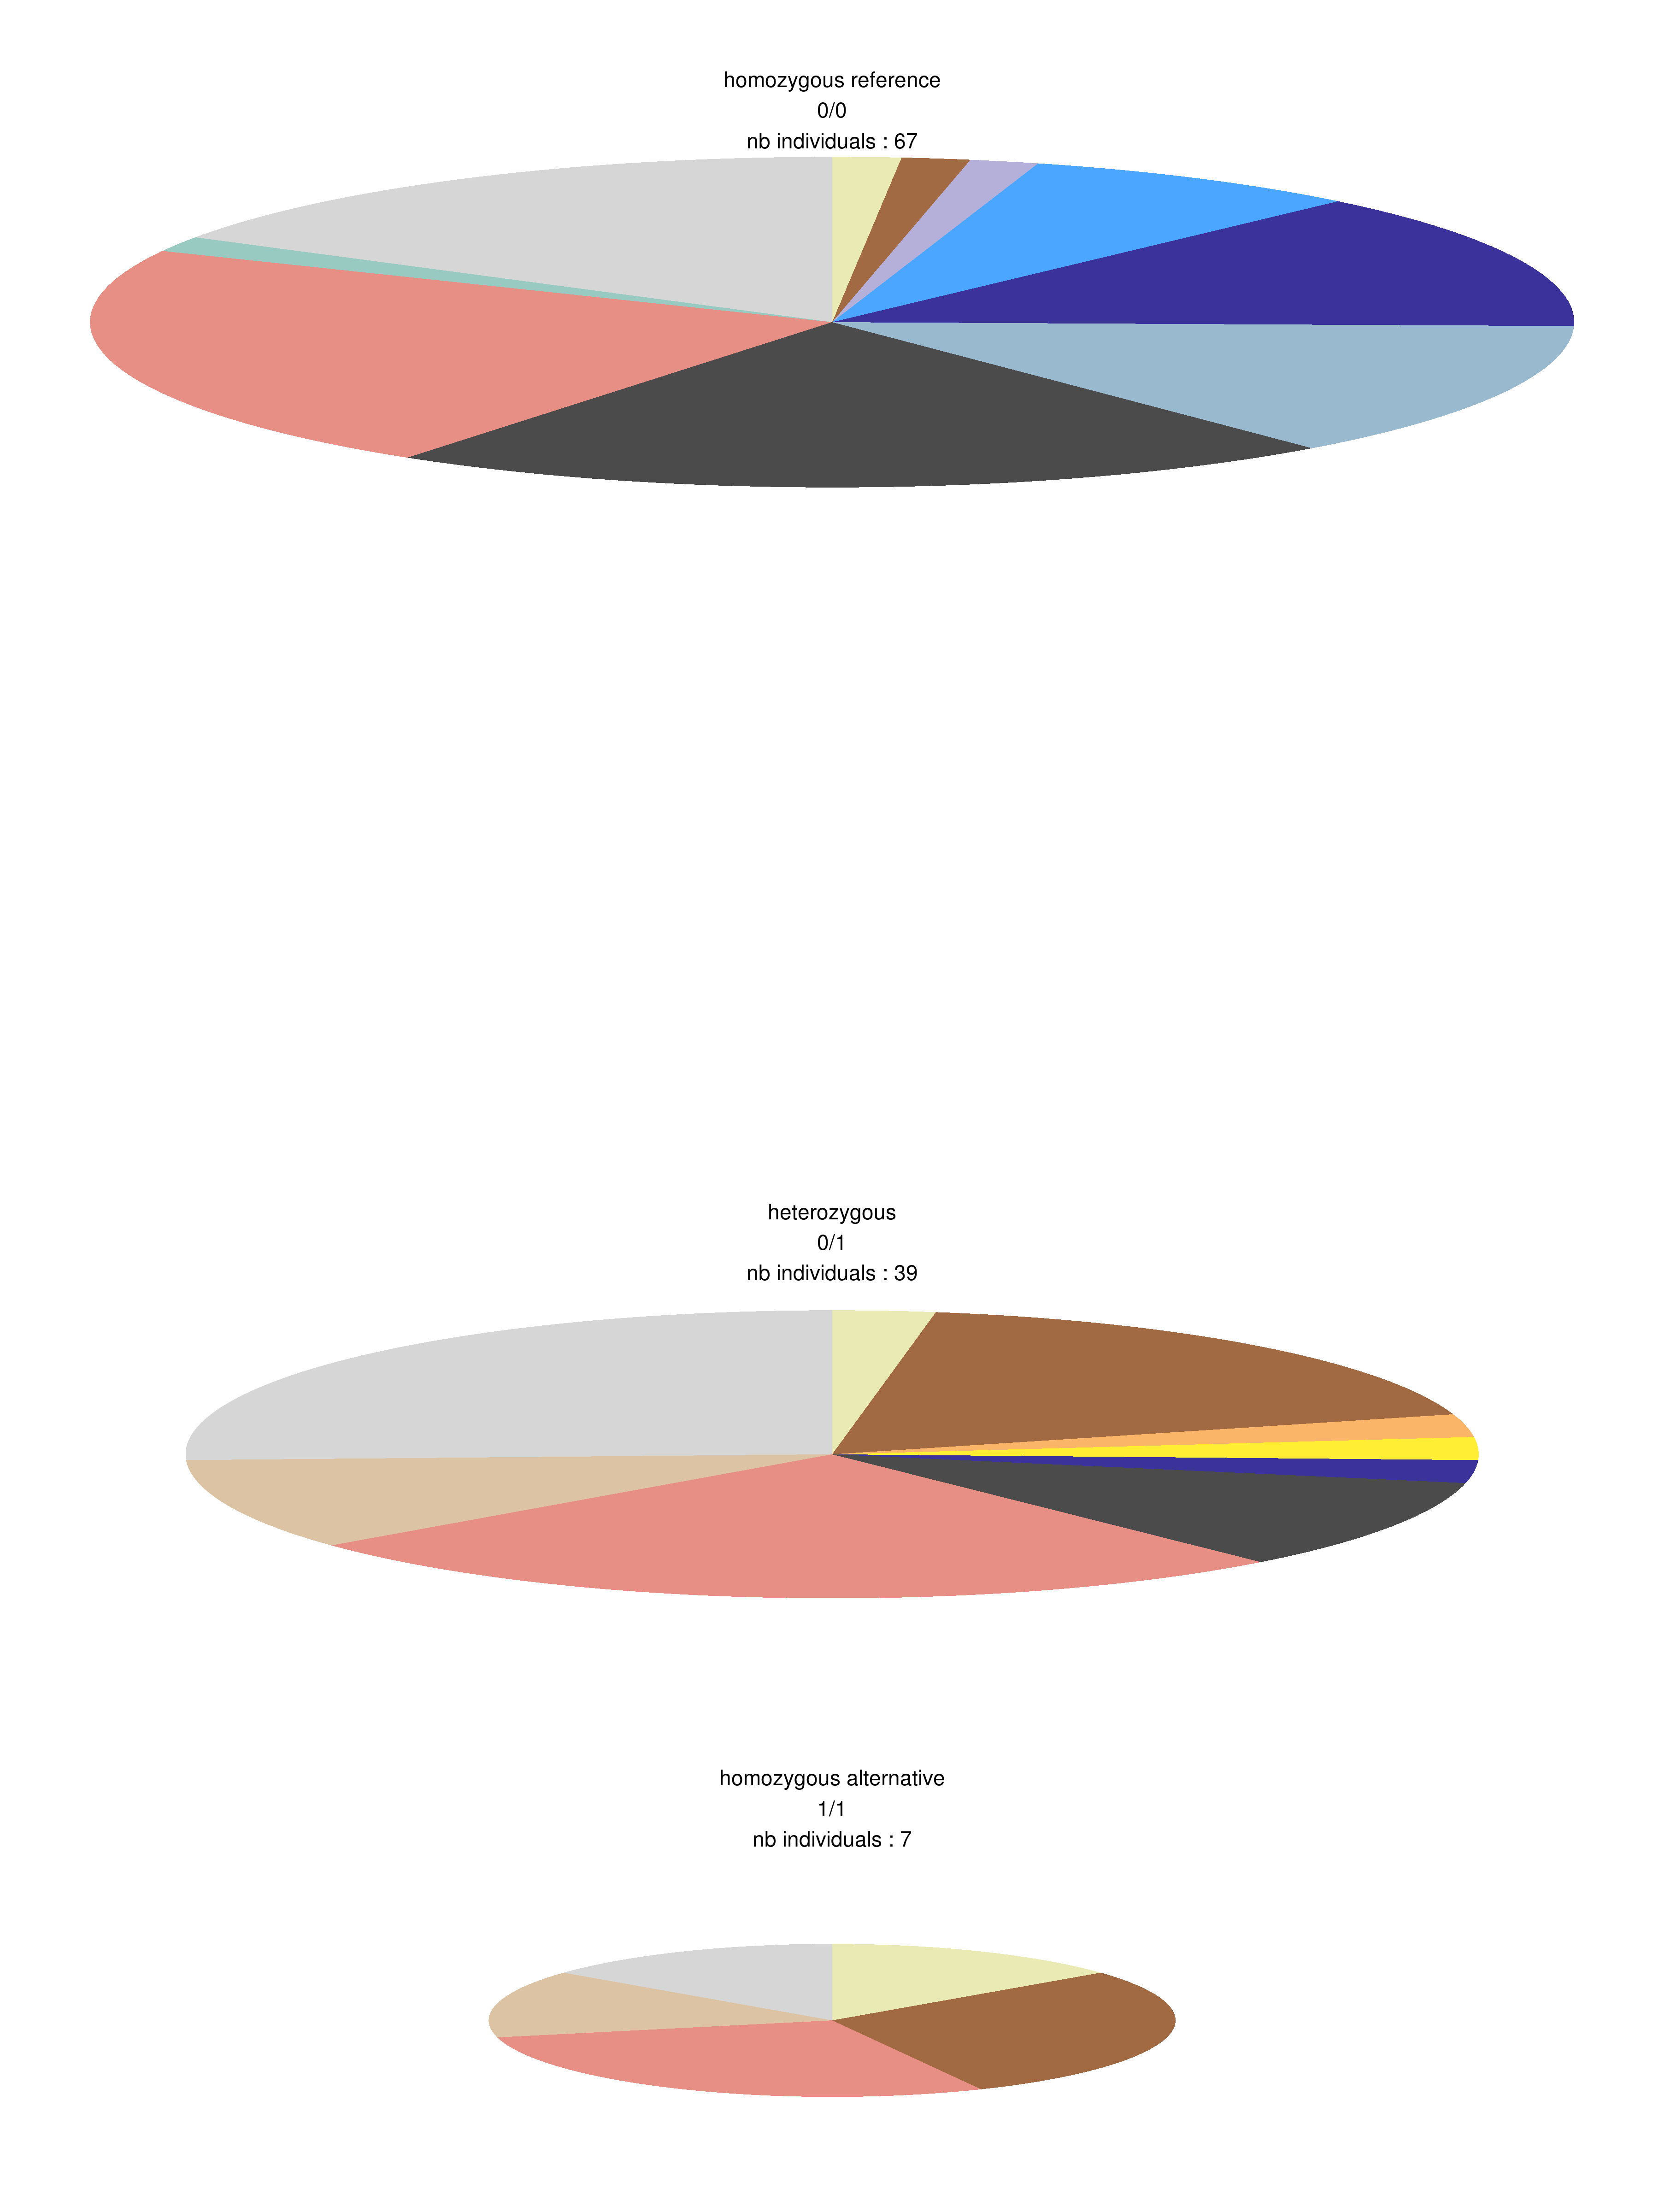 homozygous reference
0/0
nb individuals : 67
heterozygous
0/1
nb individuals : 39
homozygous alternative
1/1
nb individuals : 7